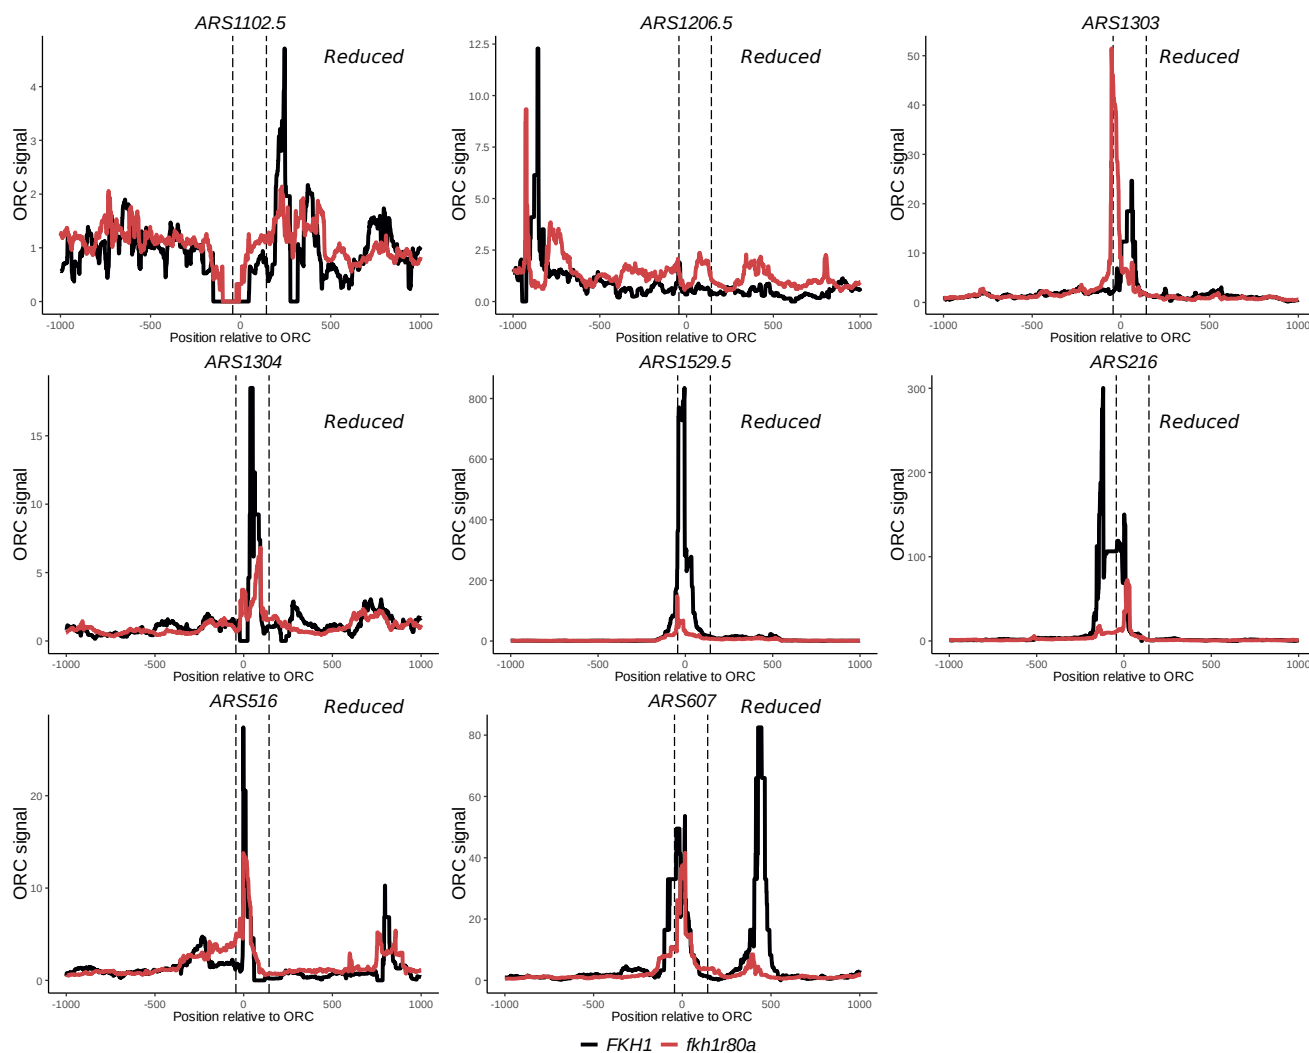 ARS1102.5
Reduced
ORC signal
4
3
2
1
0
-1000 -500 0 500 1000
Position relative to ORC
ARS1206.5
Reduced
ORC signal
12.5
10.0
7.5
5.0
2.5
0.0
-1000 -500 0 500 1000
Position relative to ORC
ARS1303
Reduced
ORC signal
50
40
30
20
10
0
-1000 -500 0 500 1000
Position relative to ORC
ARS1304
Reduced
ORC signal
15
10
5
0
-1000 -500 0 500 1000
Position relative to ORC
ARS1529.5
Reduced
ORC signal
800
600
400
200
0
-1000 -500 0 500 1000
Position relative to ORC
ARS216
Reduced
ORC signal
300
200
100
0
-1000 -500 0 500 1000
Position relative to ORC
ARS516
Reduced
ORC signal
20
10
0
-1000 -500 0 500 1000
Position relative to ORC
ARS607
Reduced
ORC signal
80
60
40
20
0
-1000 -500 0 500 1000
Position relative to ORC
FKH1 fkh1r80a